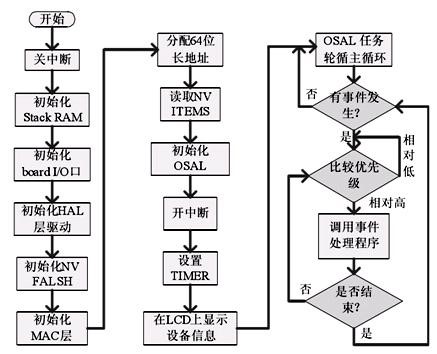 开始
关中断
初始化
Stack RAM
初始化
board I/O口
初始化HAL
层驱动
初始化NV
FALSH
初始化
MAC层
分配64位
长地址
读取NV
ITEMS
初始化
OSAL
开中断
设置
TIMER
在LCD上显示
设备信息
OSAL 任务
轮循主循环
否
有事件发
生?
是
相对低
比较优先
级
相对高
调用事件
处理程序
否
是否结
束?
是